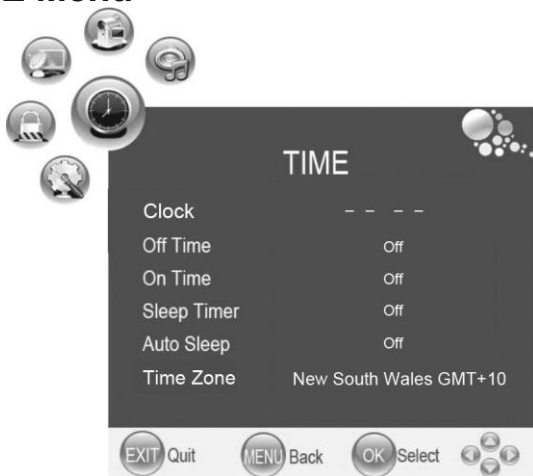 TIME
Clock – – – –
Off Time Off
On Time Off
Sleep Timer Off
Auto Sleep Off
Time Zone New South Wales GMT+10
EXIT Quit MENU Back OK Select